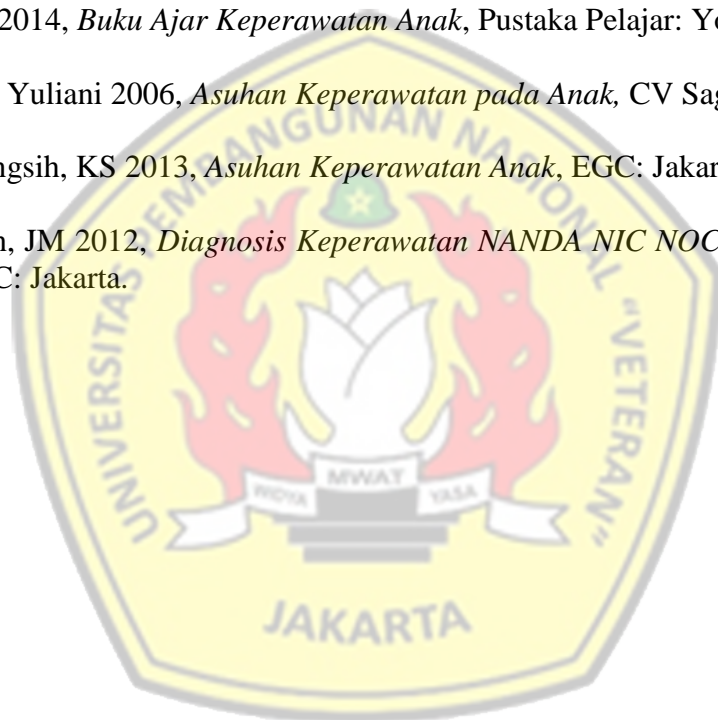 2014, Buku Ajar Keperawatan Anak, Pustaka Pelajar: Yo
Yuliani 2006, Asuhan Keperawatan pada Anak, CV Sag
ngsih, KS 2013, Asuhan Keperawatan Anak, EGC: Jakar
n, JM 2012, Diagnosis Keperawatan NANDA NIC NOC
C: Jakarta.
UNIVERSITAS PEMBANGUNAN NASIONAL "VETERAN"
WIDYA MWAT YASA
JAKARTA